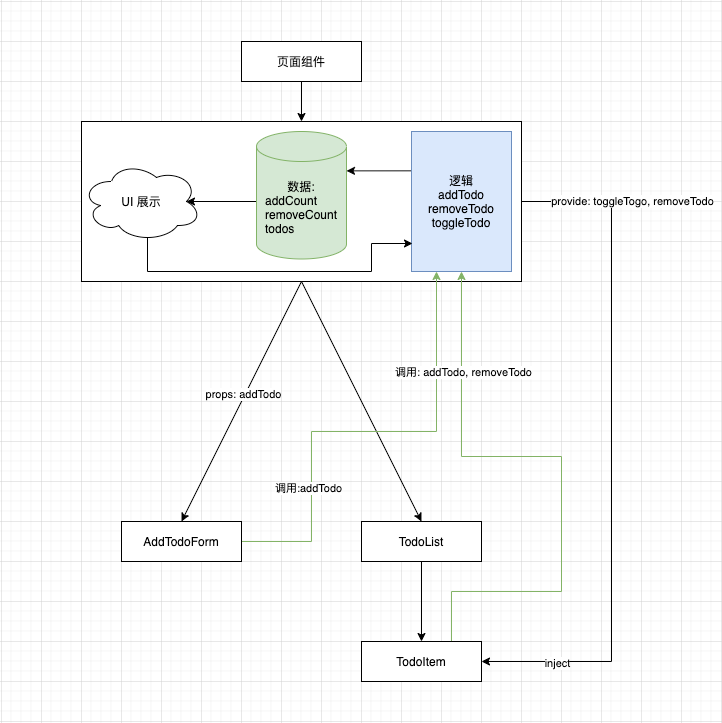 页面组件
UI 展示
数据:
addCount
removeCount
todos
逻辑
addTodo
removeTodo
toggleTodo
provide: toggleTogo, removeTodo
调用: addTodo, removeTodo
props: addTodo
调用:addTodo
AddTodoForm
TodoList
TodoItem
inject